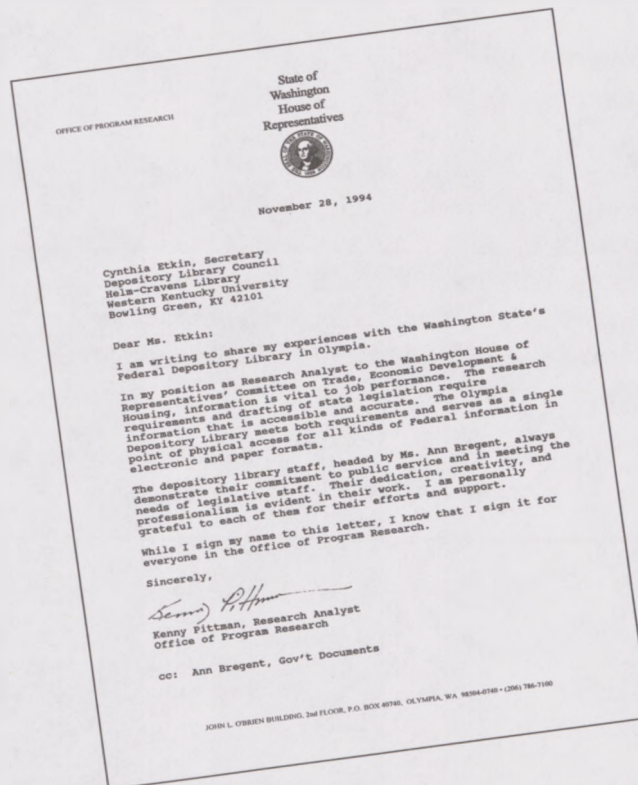 State of
Washington
House of
Representatives
OFFICE OF PROGRAM RESEARCH
November 28, 1994
Cynthia Etkin, Secretary
Depository Library Council
Helm-Cravens Library
Western Kentucky University
Bowling Green, KY 42101
Dear Ms. Etkin:
I am writing to share my experiences with the Washington State's
Federal Depository Library in Olympia.
In my position as Research Analyst to the Washington House of
Representatives' Committee on Trade, Economic Development &
Housing, information is vital to job performance. The research
requirements and drafting of state legislation require
information that is accessible and accurate. The Olympia
Depository Library meets both requirements and serves as a single
point of physical access for all kinds of Federal information in
electronic and paper formats.
The depository library staff, headed by Ms. Ann Bregent, always
demonstrate their commitment to public service and in meeting the
needs of legislative staff. Their dedication, creativity, and
professionalism is evident in their work. I am personally
grateful to each of them for their efforts and support.
While I sign my name to this letter, I know that I sign it for
everyone in the Office of Program Research.
Sincerely,
Kenny Pittman, Research Analyst
Office of Program Research
cc: Ann Bregent, Gov't Documents
JOHN L. O'BRIEN BUILDING, 2nd FLOOR, P.O. BOX 40740, OLYMPIA, WA 98504-0740 • (206) 786-7100